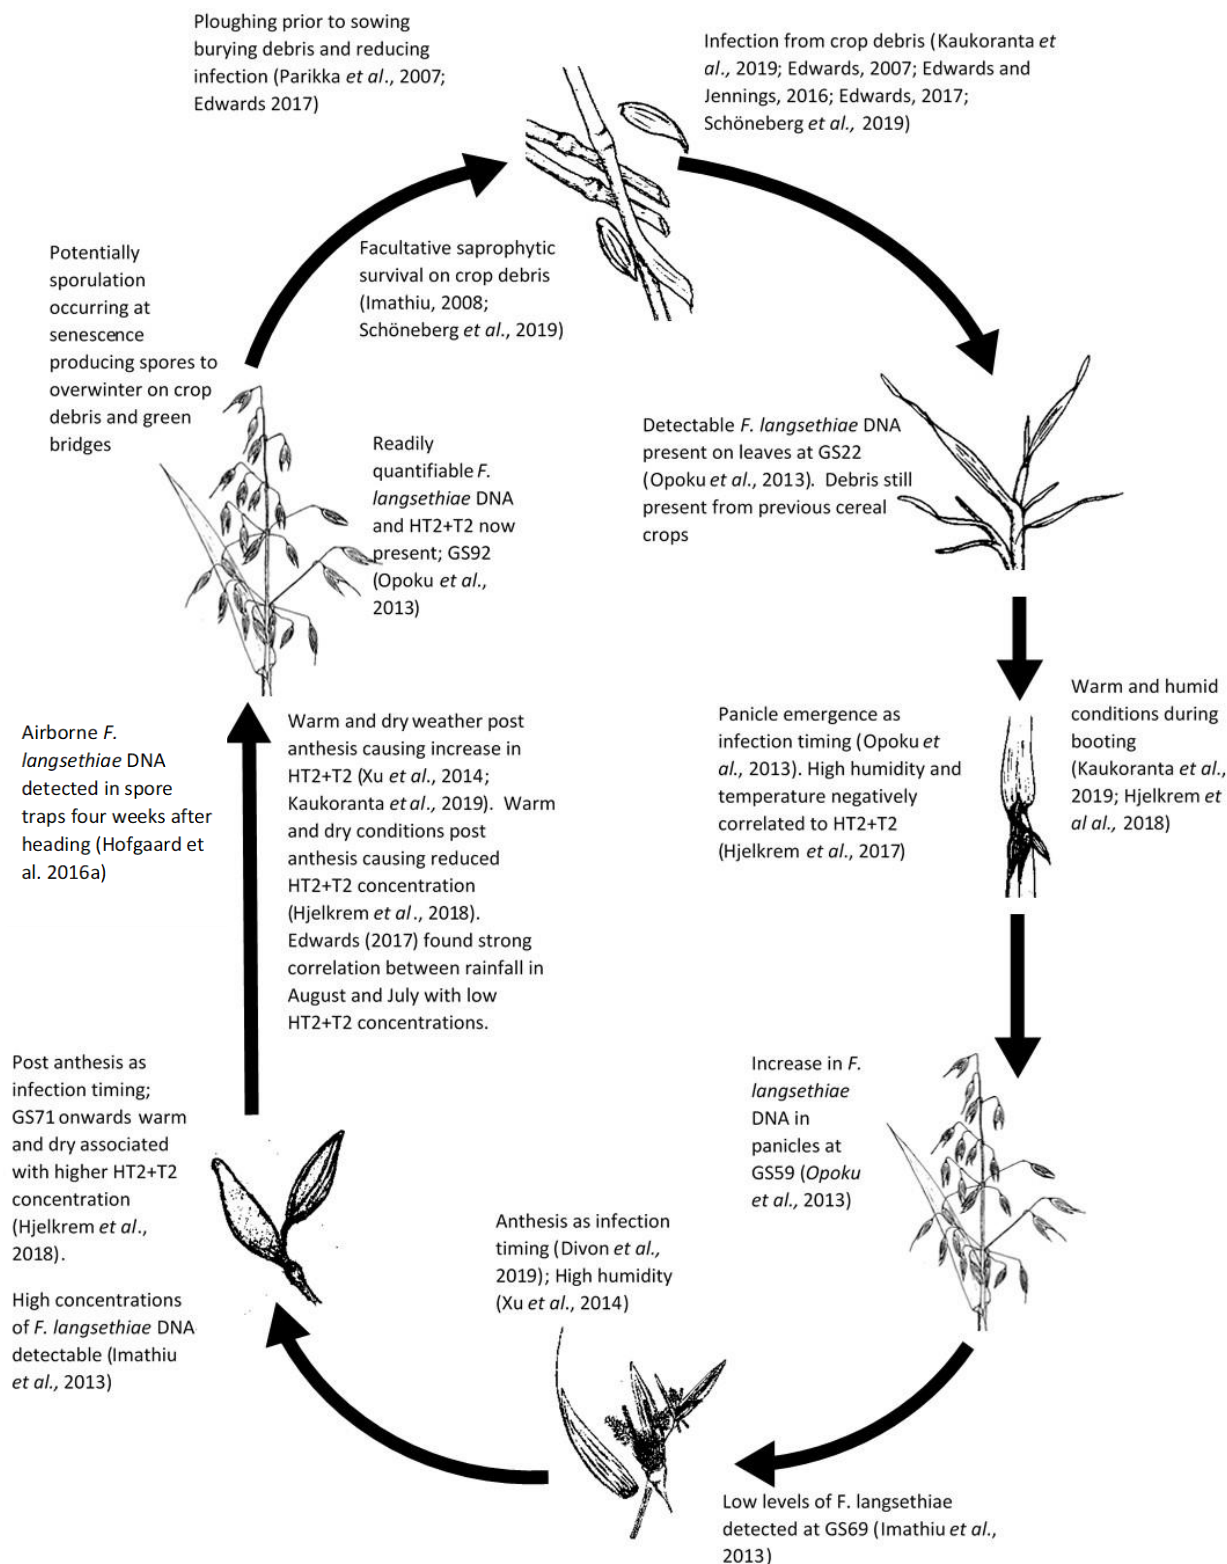 Ploughing prior to sowing
burying debris and reducing
infection (Parikka et al., 2007;
Edwards 2017)
Infection from crop debris (Kaukoranta et
al., 2019; Edwards, 2007; Edwards and
Jennings, 2016; Edwards, 2017;
Schöneberg et al., 2019)
Potentially
sporulation
occurring at
senescence
producing spores to
overwinter on crop
debris and green
bridges
Facultative saprophytic
survival on crop debris
(Imathiu, 2008;
Schöneberg et al., 2019)
Readily
quantifiable F.
langsethiae DNA
and HT2+T2 now
present; GS92
(Opoku et al.,
2013)
Detectable F. langsethiae DNA
present on leaves at GS22
(Opoku et al., 2013). Debris still
present from previous cereal
crops
Warm and humid
conditions during
booting
(Kaukoranta et al.,
2019; Hjelkrem et
al al., 2018)
Panicle emergence as
infection timing (Opoku et
al., 2013). High humidity and
temperature negatively
correlated to HT2+T2
(Hjelkrem et al., 2017)
Airborne F.
langsethiae DNA
detected in spore
traps four weeks after
heading (Hofgaard et
al. 2016a)
Warm and dry weather post
anthesis causing increase in
HT2+T2 (Xu et al., 2014;
Kaukoranta et al., 2019). Warm
and dry conditions post
anthesis causing reduced
HT2+T2 concentration
(Hjelkrem et al., 2018).
Edwards (2017) found strong
correlation between rainfall in
August and July with low
HT2+T2 concentrations.
Post anthesis as
infection timing;
GS71 onwards warm
and dry associated
with higher HT2+T2
concentration
(Hjelkrem et al.,
2018).
High concentrations
of F. langsethiae DNA
detectable (Imathiu
et al., 2013)
Increase in F.
langsethiae
DNA in
panicles at
GS59 (Opoku
et al., 2013)
Anthesis as infection
timing (Divon et al.,
2019); High humidity
(Xu et al., 2014)
Low levels of F. langsethiae
detected at GS69 (Imathiu et al.,
2013)